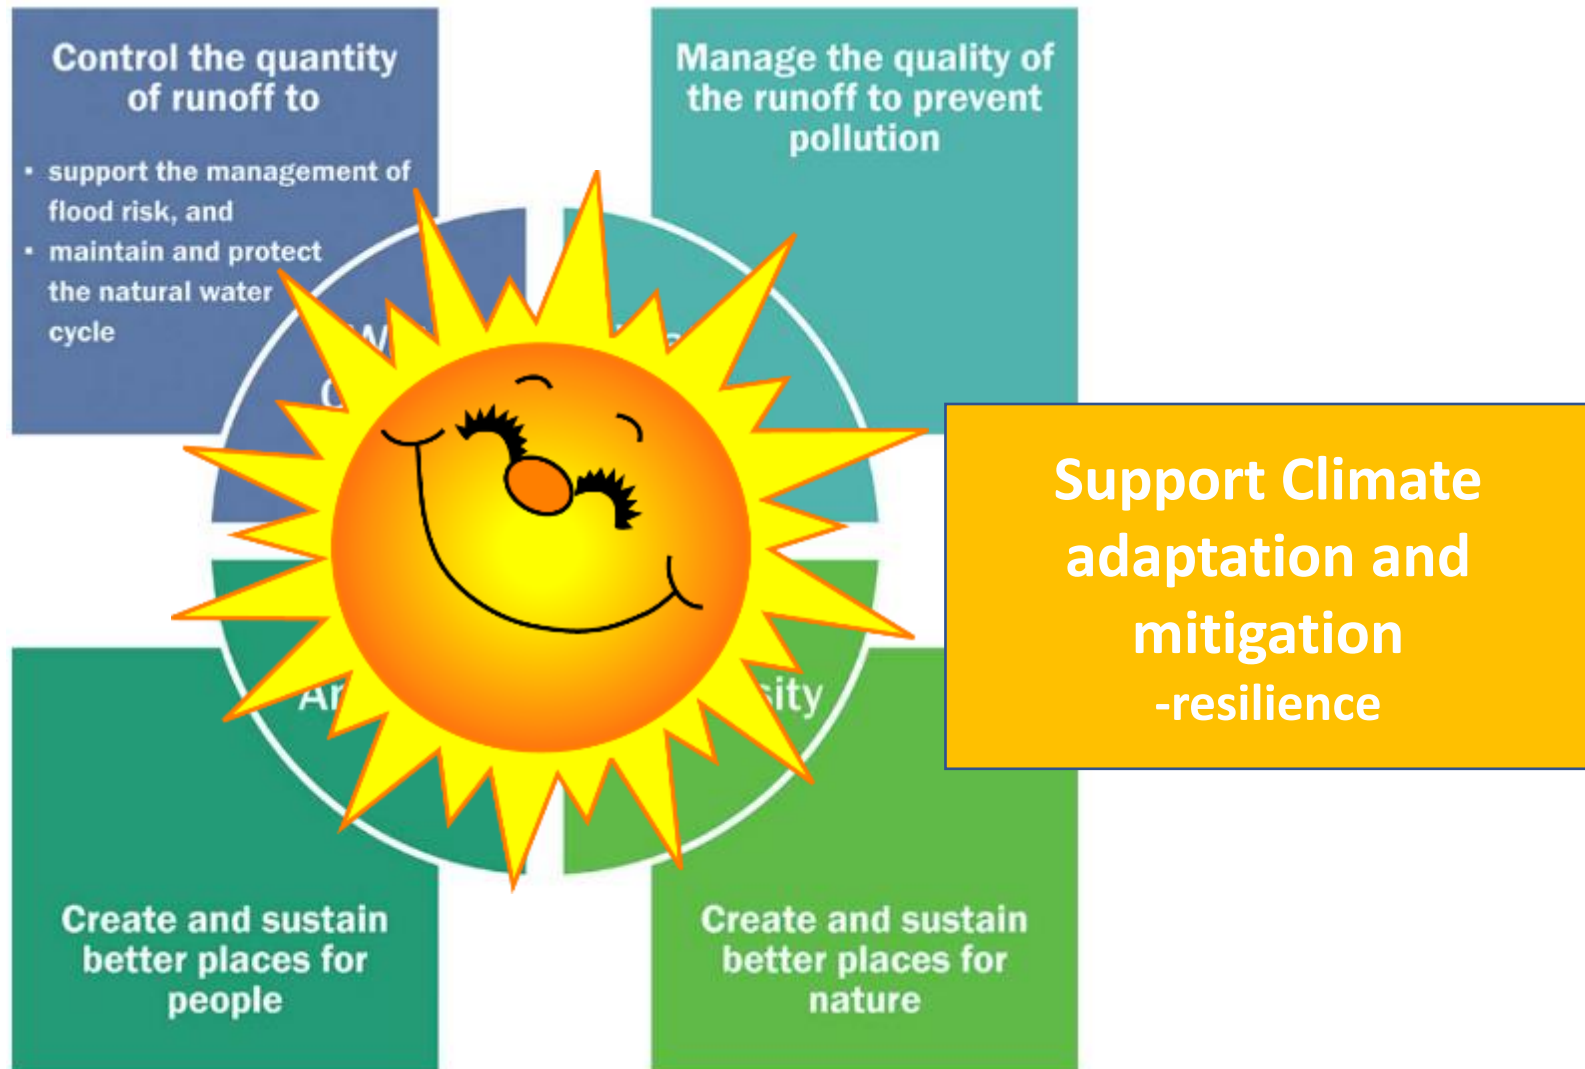 Control the quantity
of runoff to
• support the management of
flood risk, and
• maintain and protect
the natural water
cycle
Manage the quality of
the runoff to prevent
pollution
Support Climate
adaptation and
mitigation
-resilience
Create and sustain
better places for
people
Create and sustain
better places for
nature